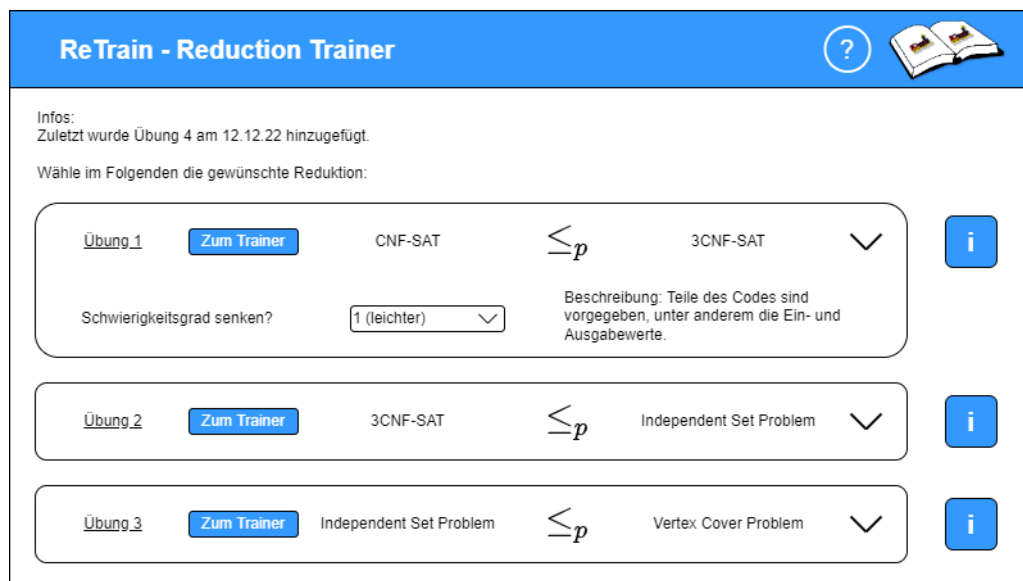 ReTrain - Reduction Trainer
?
Infos:
Zuletzt wurde Übung 4 am 12.12.22 hinzugefügt.
Wähle im Folgenden die gewünschte Reduktion:
Übung 1 Zum Trainer CNF-SAT ≤p 3CNF-SAT i
Schwierigkeitsgrad senken? 1 (leichter)
Beschreibung: Teile des Codes sind
vorgegeben, unter anderem die Ein- und
Ausgabewerte.
Übung 2 Zum Trainer 3CNF-SAT ≤p Independent Set Problem i
Übung 3 Zum Trainer Independent Set Problem ≤p Vertex Cover Problem i